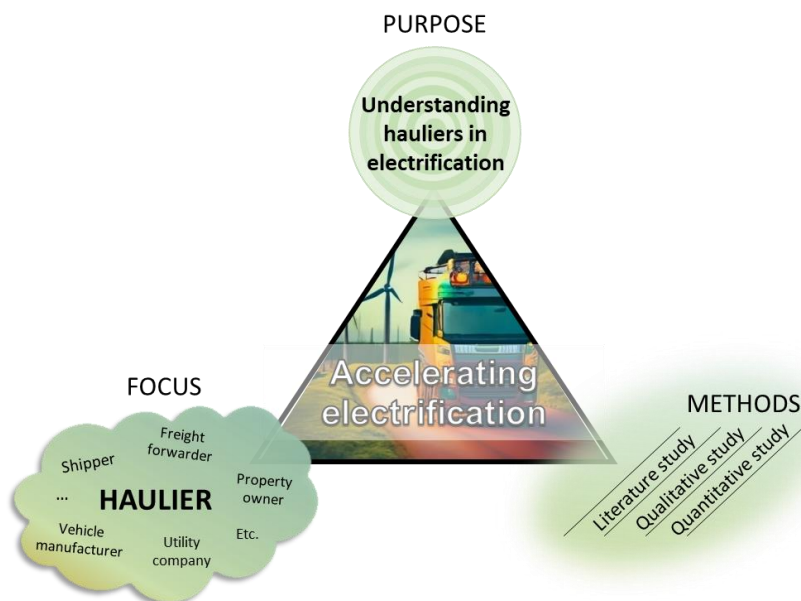 PURPOSE
Understanding
hauliers in
electrification
Accelerating
electrification
FOCUS
Freight
forwarder
Shipper
...
HAULIER
Property
owner
Vehicle
manufacturer
Utility
company
Etc.
METHODS
Literature study
Qualitative study
Quantitative study